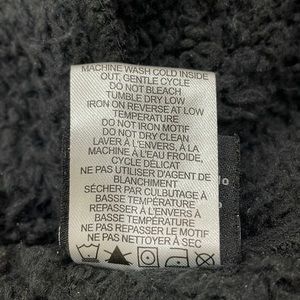 MACHINE WASH COLD INSIDE
OUT, GENTLE CYCLE
DO NOT BLEACH
TUMBLE DRY LOW
IRON ON REVERSE AT LOW
TEMPERATURE
DO NOT IRON MOTIF
DO NOT DRY CLEAN
LAVER À L'ENVERS, À LA
MACHINE, À L'EAU FROIDE,
CYCLE DÉLICAT
NE PAS UTILISER D'AGENT DE
BLANCHIMENT
SÉCHER PAR CULBUTAGE À
BASSE TEMPÉRATURE
REPASSER À L'ENVERS À
BASSE TEMPÉRATURE
NE PAS REPASSER LE MOTIF
NE PAS NETTOYER À SEC